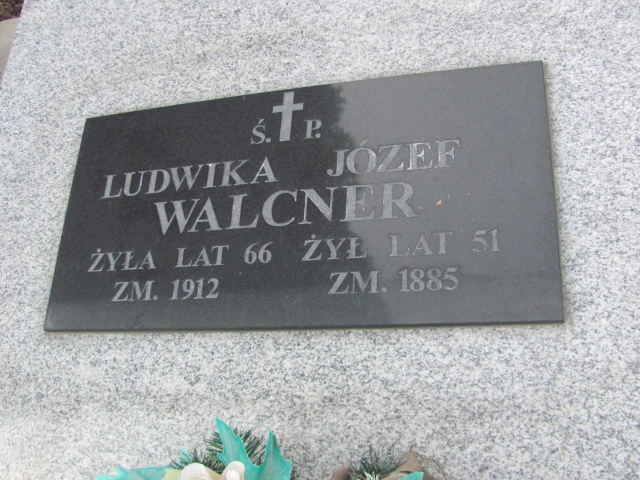 Ś. P.
LUDWIKA JÓZEF
WALCNER
ŻYŁA LAT 66 ŻYŁ LAT 51
ZM. 1912 ZM. 1885